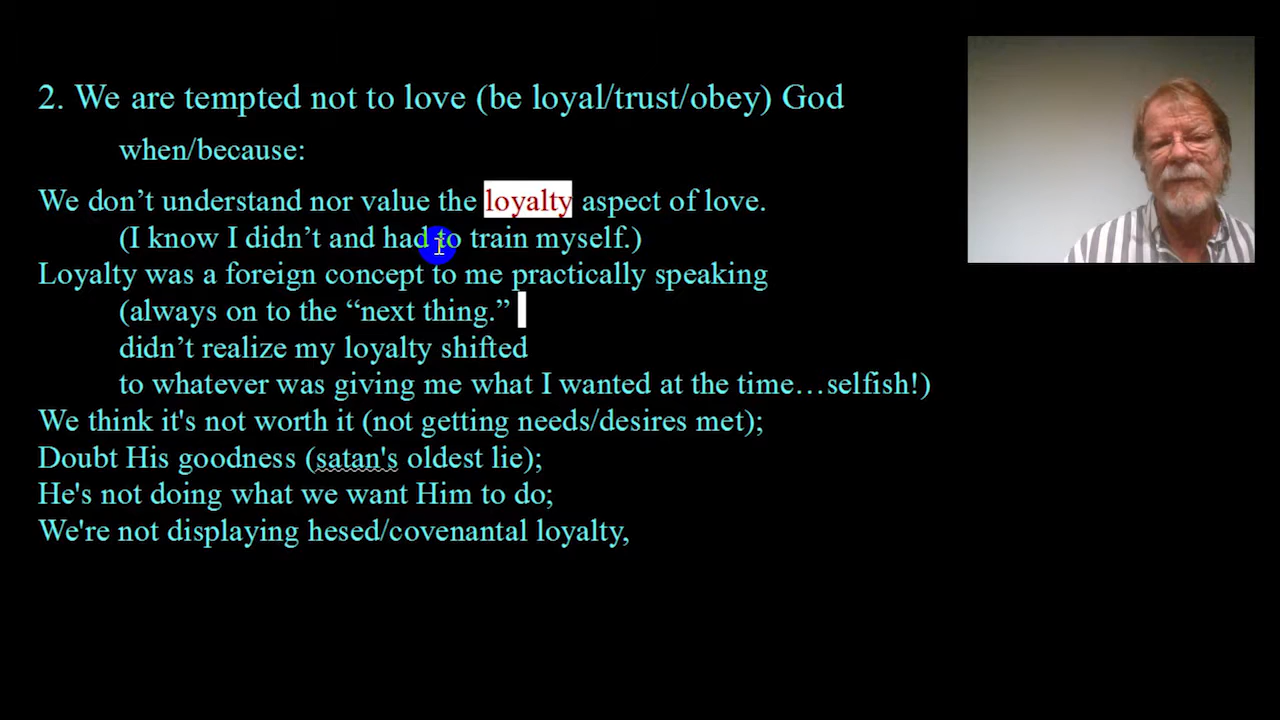 2. We are tempted not to love (be loyal/trust/obey) God
when/because:
We don’t understand nor value the loyalty aspect of love.
(I know I didn’t and had to train myself.)
Loyalty was a foreign concept to me practically speaking
(always on to the “next thing.”
didn’t realize my loyalty shifted
to whatever was giving me what I wanted at the time…selfish!)
We think it's not worth it (not getting needs/desires met);
Doubt His goodness (satan's oldest lie);
He's not doing what we want Him to do;
We're not displaying hesed/covenantal loyalty,